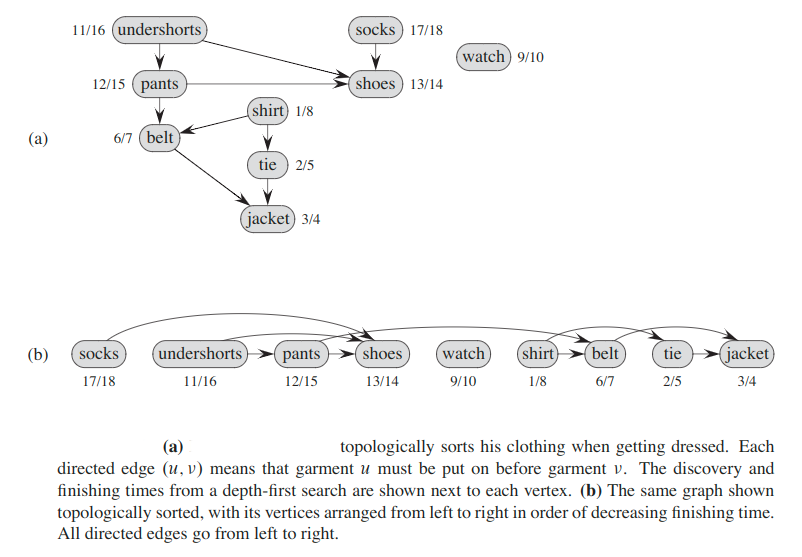 11/16 undershorts socks 17/18
watch 9/10
12/15 pants shoes 13/14
shirt 1/8
(a) 6/7 belt
tie 2/5
jacket 3/4
(b) socks undershorts pants shoes watch shirt belt tie jacket
17/18 11/16 12/15 13/14 9/10 1/8 6/7 2/5 3/4
(a) topologically sorts his clothing when getting dressed. Each
directed edge (u, v) means that garment u must be put on before garment v. The discovery and
finishing times from a depth-first search are shown next to each vertex. (b) The same graph shown
topologically sorted, with its vertices arranged from left to right in order of decreasing finishing time.
All directed edges go from left to right.